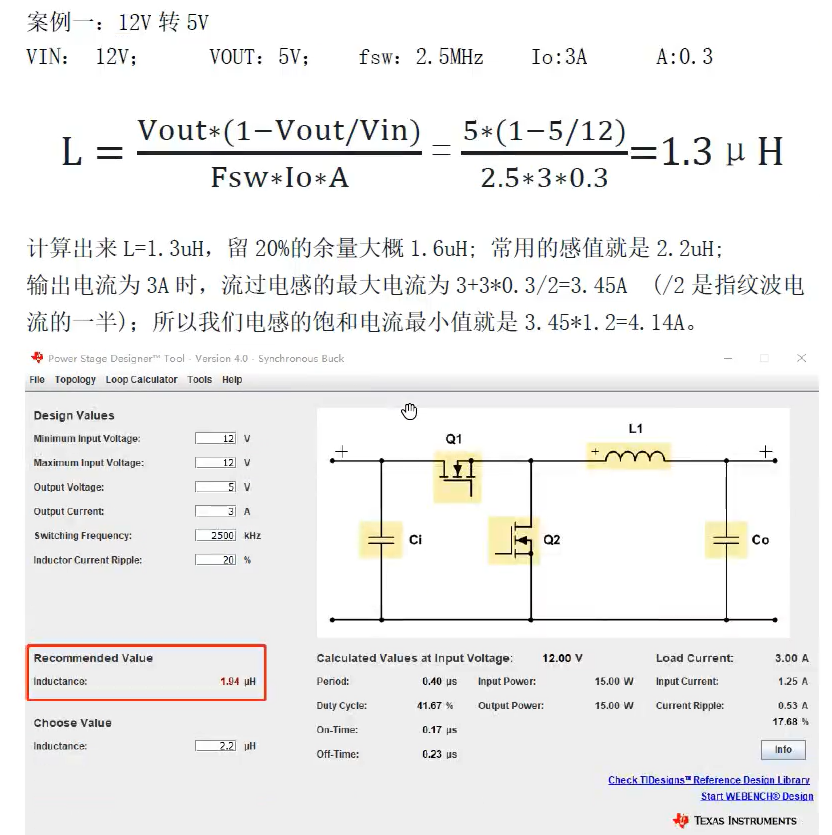 案例一：12V 转 5V
VIN： 12V； VOUT：5V； fsw：2.5MHz Io:3A A:0.3
L = Vout*(1−Vout/Vin) / Fsw*Io*A = 5*(1−5/12) / 2.5*3*0.3 =1.3 μ H
计算出来 L=1.3uH，留 20%的余量大概 1.6uH；常用的感值就是 2.2uH；
输出电流为 3A 时，流过电感的最大电流为 3+3*0.3/2=3.45A （/2 是指纹波电
流的一半）；所以我们电感的饱和电流最小值就是 3.45*1.2=4.14A。
Power Stage Designer™ Tool - Version 4.0 - Synchronous Buck
File Topology Loop Calculator Tools Help
Design Values
Minimum Input Voltage: 12 V
Maximum Input Voltage: 12 V
Output Voltage: 5 V
Output Current: 3 A
Switching Frequency: 2500 kHz
Inductor Current Ripple: 20 %
Q1
L1
+
+
+
Ci
Q2
Co
Recommended Value
Inductance: 1.94 µH
Choose Value
Inductance: 2.2 µH
Calculated Values at Input Voltage: 12.00 V Load Current: 3.00 A
Period: 0.40 µs Input Power: 15.00 W Input Current: 1.25 A
Duty Cycle: 41.67 % Output Power: 15.00 W Current Ripple: 0.53 A
17.68 %
On-Time: 0.17 µs
Off-Time: 0.23 µs
Info
Check TIDesigns™ Reference Design Library
Start WEBENCH® Design
TEXAS INSTRUMENTS